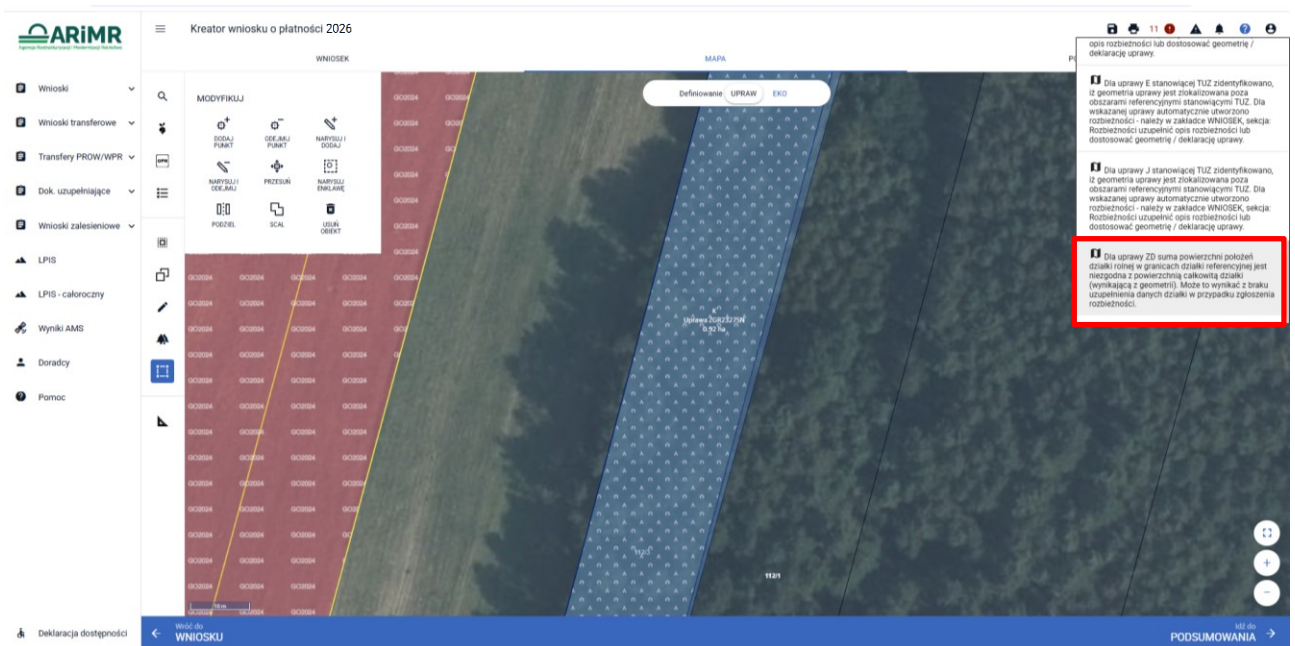 ARiMR
Agencja Restrukturyzacji i Modernizacji Rolnictwa
Kreator wniosku o płatności 2026
11
WNIOSEK
MAPA
Wnioski
Wnioski transferowe
Transfery PROW/WPR
Dok. uzupełniające
Wnioski zalesieniowe
LPIS
LPIS - całoroczny
Wyniki AMS
Doradcy
Pomoc
Deklaracja dostępności
MODYFIKUJ
DODAJ
PUNKT
ODEJMIJ
PUNKT
NARYSUJ I
DODAJ
NARYSUJ I
ODEJMIJ
PRZESUŃ
NARYSUJ
ENKLAWĘ
PODZIEL
SCAL
USUŃ
OBIEKT
Definiowanie UPRAW EKO
GO2024
0.92 ha
112/1
10 m
opis rozbieżności lub dostosować geometrię /
deklarację uprawy.
Dla uprawy E stanowiącej TUZ zidentyfikowano,
iż geometria uprawy jest zlokalizowana poza
obszarami referencyjnymi stanowiącymi TUZ. Dla
wskazanej uprawy automatycznie utworzono
rozbieżności - należy w zakładce WNIOSEK, sekcja:
Rozbieżności uzupełnić opis rozbieżności lub
dostosować geometrię / deklarację uprawy.
Dla uprawy J stanowiącej TUZ zidentyfikowano,
iż geometria uprawy jest zlokalizowana poza
obszarami referencyjnymi stanowiącymi TUZ. Dla
wskazanej uprawy automatycznie utworzono
rozbieżności - należy w zakładce WNIOSEK, sekcja:
Rozbieżności uzupełnić opis rozbieżności lub
dostosować geometrię / deklarację uprawy.
Dla uprawy ZD suma powierzchni położeń
działki rolnej w granicach działki referencyjnej jest
niezgodna z powierzchnią całkowitą działki
(wynikającą z geometrii). Może to wynikać z braku
uzupełnienia danych działki w przypadku zgłoszenia
rozbieżności.
Wróć do
WNIOSKU
Idź do
PODSUMOWANIA